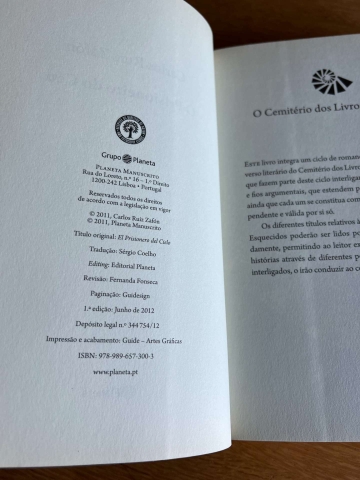 Grupo Planeta
Planeta Manuscrito
Rua do Loreto, n.º 16 – 1.º Direito
1200-242 Lisboa • Portugal
Reservados todos os direitos
de acordo com a legislação em vigor
© 2011, Carlos Ruiz Zafón
© 2011, Planeta Manuscrito
Título original: El Prisionero del Cielo
Tradução: Sérgio Coelho
Editing: Editorial Planeta
Revisão: Fernanda Fonseca
Paginação: Guidesign
1.ª edição: Junho de 2012
Depósito legal n.º 344 754/12
Impressão e acabamento: Guide – Artes Gráficas
ISBN: 978-989-657-300-3
www.planeta.pt
O Cemitério dos Livro
Este livro integra um ciclo de roman
verso literário do Cemitério dos Livro
que fazem parte deste ciclo interligan
e fios argumentais, que estendem p
ainda que cada um se constitua com
pendente e válida por si só.
Os diferentes títulos relativos à
Esquecidos poderão ser lidos po
damente, permitindo ao leitor ex
histórias através de diferentes p
interligados, o irão conduzir ao c